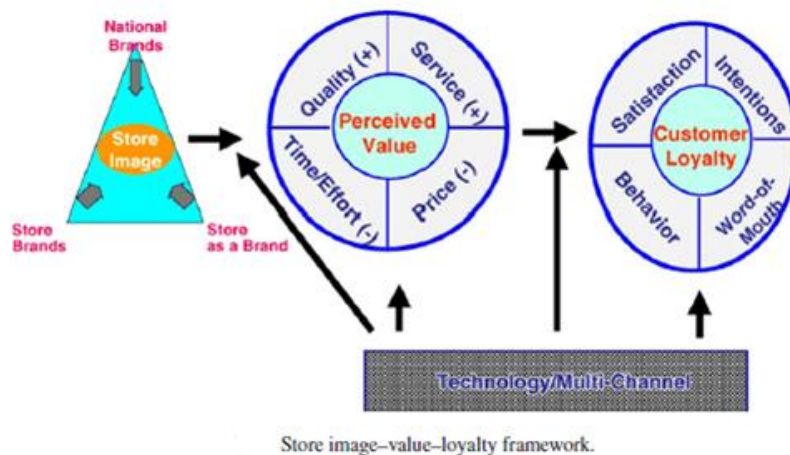 National
Brands
Store
Image
Store
Brands
Store
as a Brand
Quality (+)
Service (+)
Perceived
Value
Time/Effort (-)
Price (-)
Satisfaction
Intentions
Customer
Loyalty
Behavior
Word-of-
Mouth
Technology/Multi-Channel
Store image–value–loyalty framework.